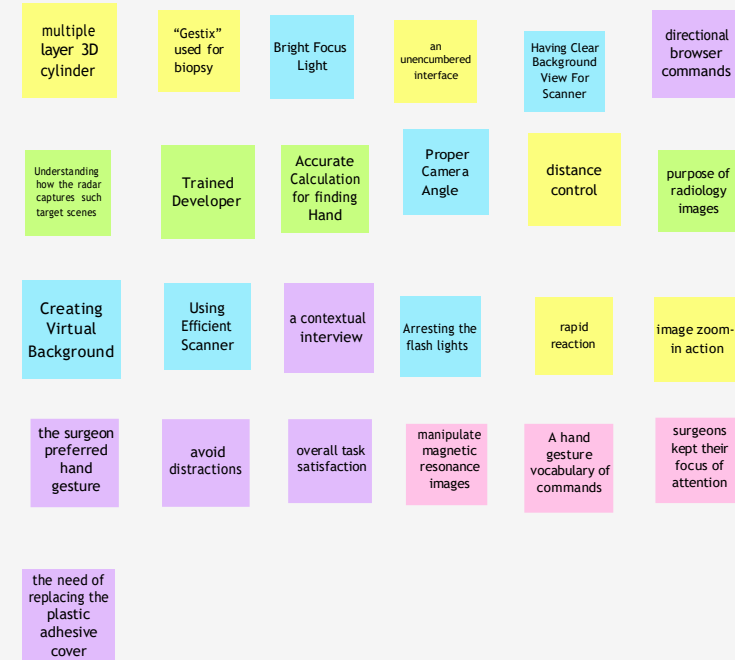 multiple
layer 3D
cylinder
“Gestix”
used for
biopsy
Bright Focus
Light
an
unencumbered
interface
Having Clear
Background
View For
Scanner
directional
browser
commands
Understanding
how the radar
captures such
target scenes
Trained
Developer
Accurate
Calculation
for finding
Hand
Proper
Camera
Angle
distance
control
purpose of
radiology
images
Creating
Virtual
Background
Using
Efficient
Scanner
a contextual
interview
Arresting the
flash lights
rapid
reaction
image zoom-
in action
the surgeon
preferred
hand
gesture
avoid
distractions
overall task
satisfaction
manipulate
magnetic
resonance
images
A hand
gesture
vocabulary of
commands
surgeons
kept their
focus of
attention
the need of
replacing the
plastic
adhesive
cover